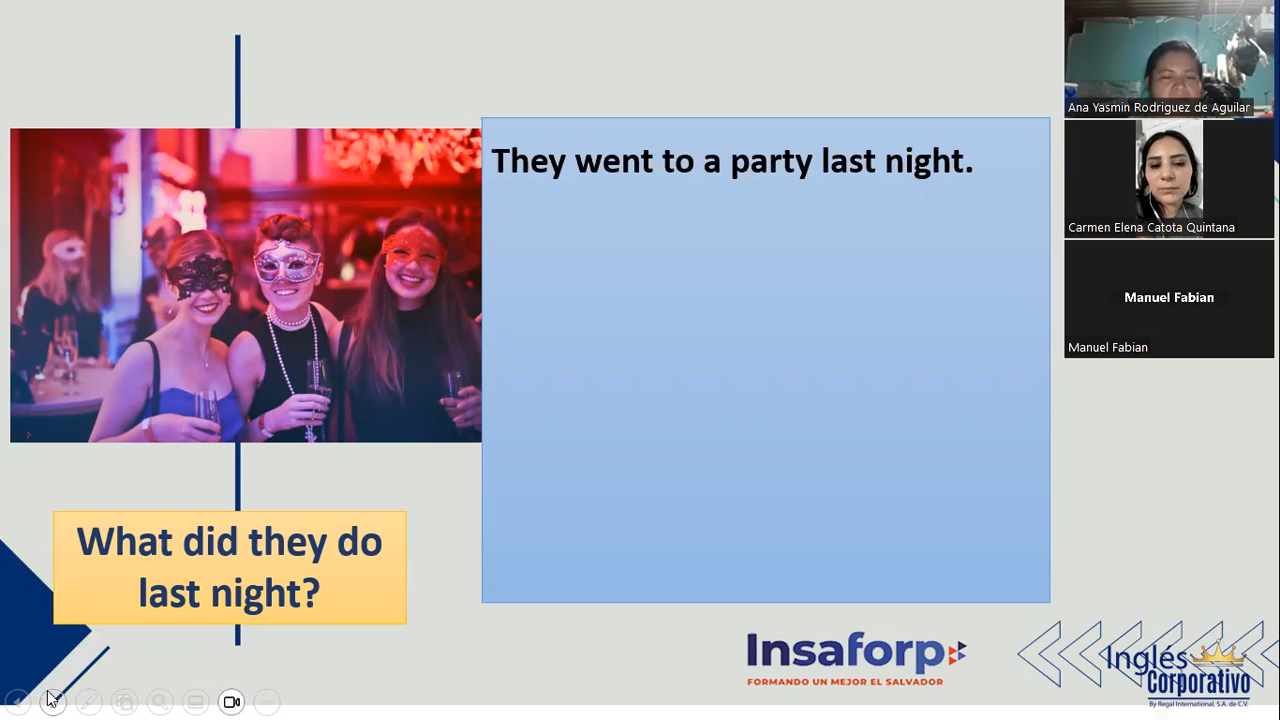 They went to a party last night.
What did they do
last night?
Ana Yasmin Rodriguez de Aguilar
Carmen Elena Catota Quintana
Manuel Fabian
Manuel Fabian
Insaforp
FORMANDO UN MEJOR EL SALVADOR
Inglés
Corporativo
By Regal International, S.A. de C.V.